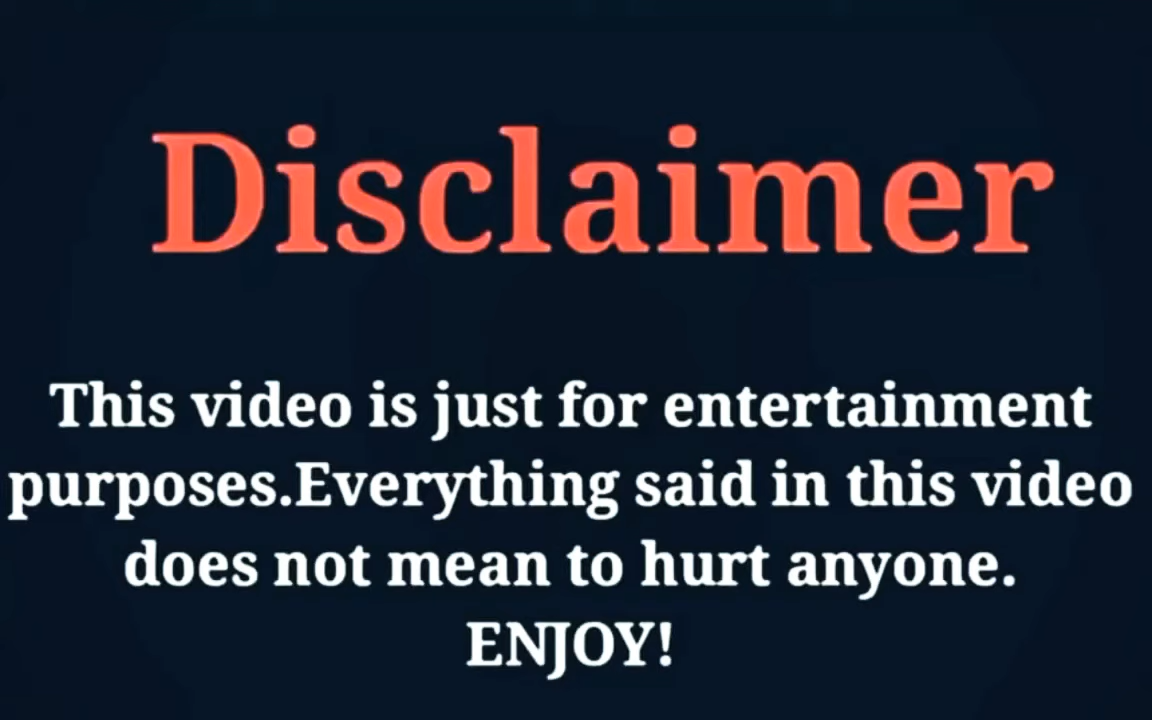 Disclaimer
This video is just for entertainment
purposes.Everything said in this video
does not mean to hurt anyone.
ENJOY!